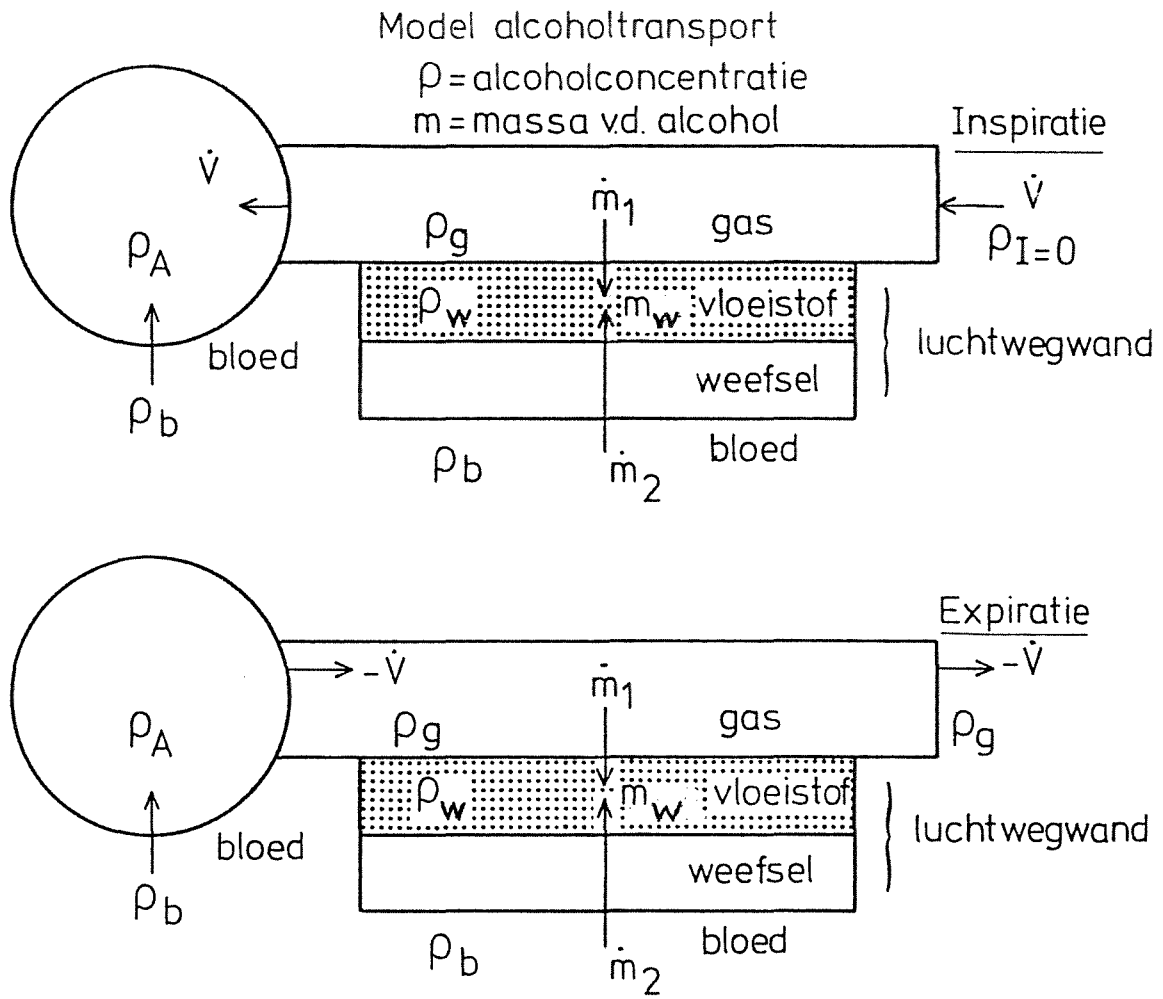 Model alcoholtransport
ρ = alcoholconcentratie
m = massa v.d. alcohol
Inspiratie
V̇
ṁ1
V̇
ρg
gas
ρI=0
ρA
ρw
mw vloeistof
bloed
luchtwegwand
weefsel
ρb
ρb
bloed
ṁ2
Expiratie
-V̇
ṁ1
-V̇
ρA
ρg
gas
ρg
ρw
mw vloeistof
bloed
luchtwegwand
weefsel
ρb
ρb
bloed
ṁ2